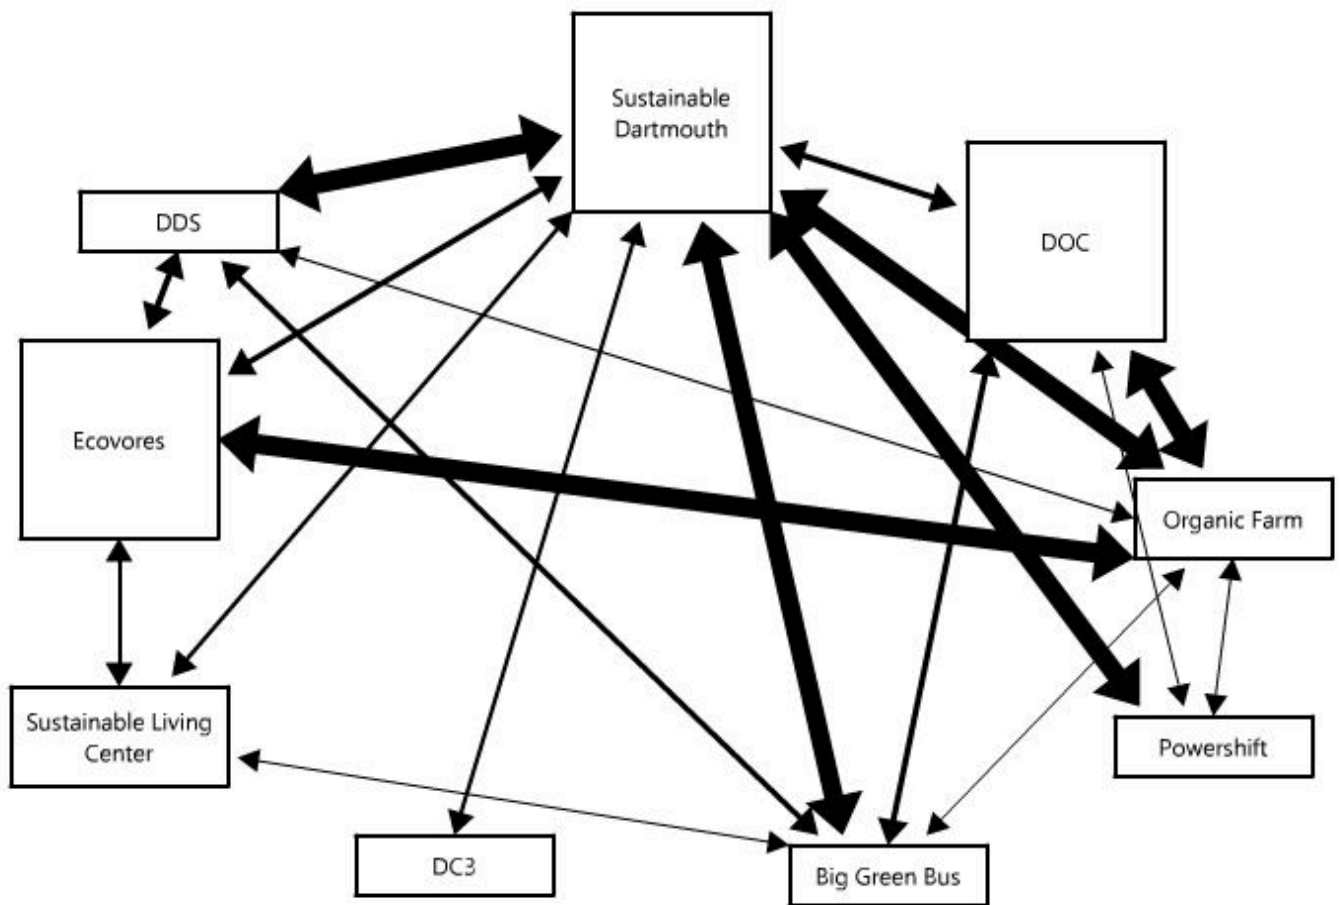 Sustainable
Dartmouth
DDS
DOC
Ecovores
Organic Farm
Sustainable Living
Center
Powershift
DC3
Big Green Bus